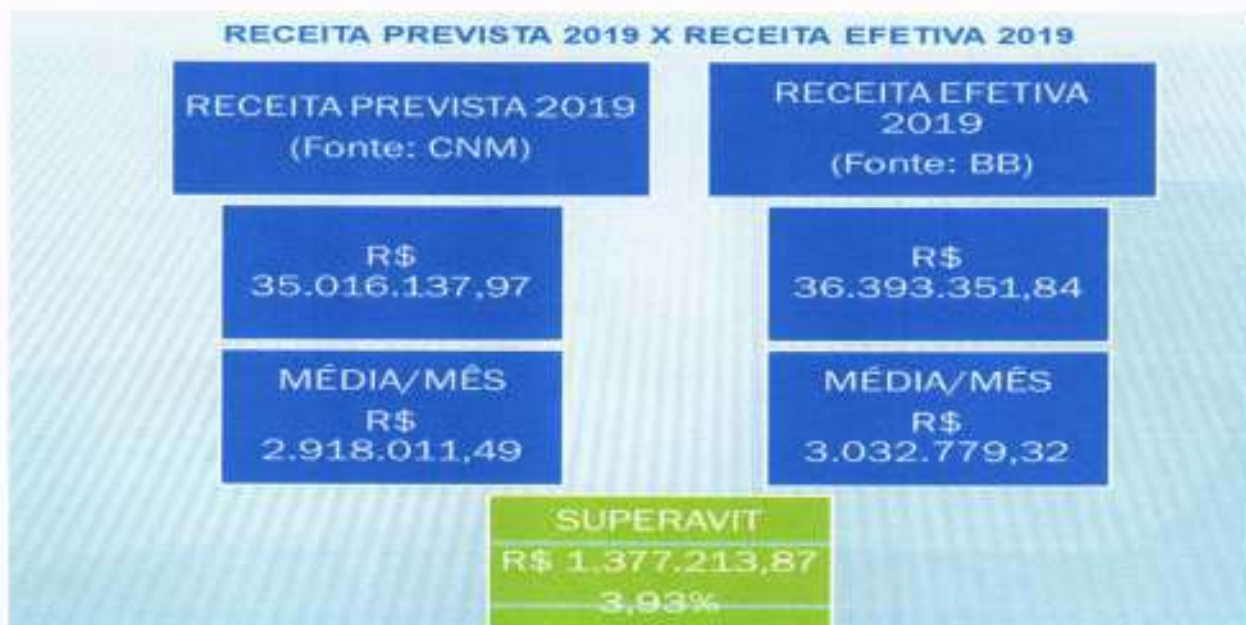 RECEITA PREVISTA 2019 X RECEITA EFETIVA 2019
RECEITA PREVISTA 2019
(Fonte: CNM)
RECEITA EFETIVA
2019
(Fonte: BB)
R$
35.016.137,97
R$
36.393.351,84
MÉDIA/MÊS
R$
2.918.011,49
MÉDIA/MÊS
R$
3.032.779,32
SUPERAVIT
R$ 1.377.213,87
3,93%